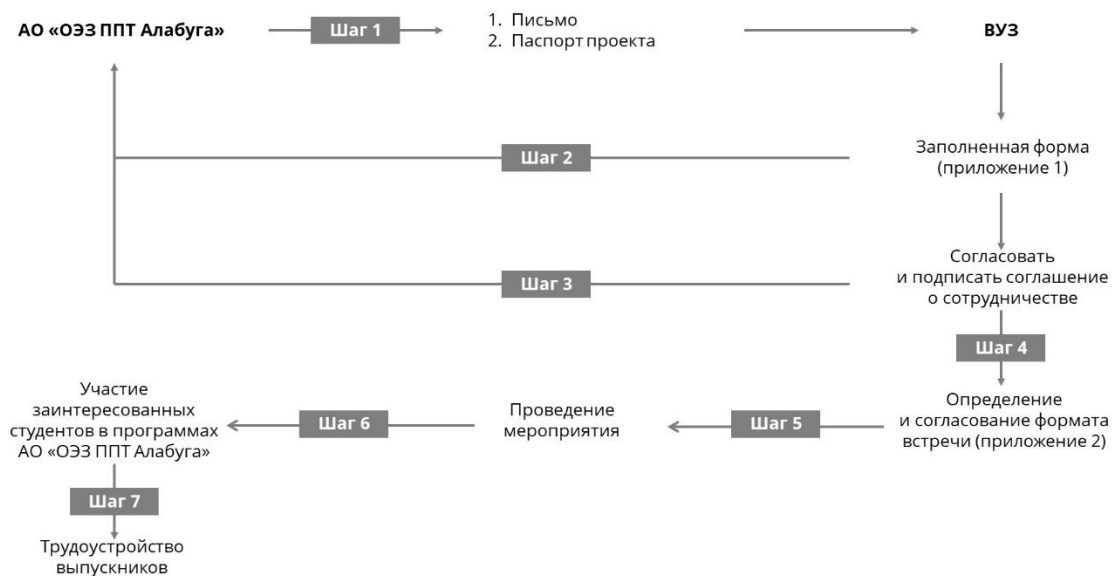 АО «ОЭЗ ППТ Алабуга»
Шаг 1
1. Письмо
2. Паспорт проекта
ВУЗ
Шаг 2
Заполненная форма
(приложение 1)
Шаг 3
Согласовать
и подписать соглашение
о сотрудничестве
Шаг 4
Определение
и согласование формата
встречи (приложение 2)
Шаг 5
Проведение
мероприятия
Шаг 6
Участие
заинтересованных
студентов в программах
АО «ОЭЗ ППТ Алабуга»
Шаг 7
Трудоустройство
выпускников